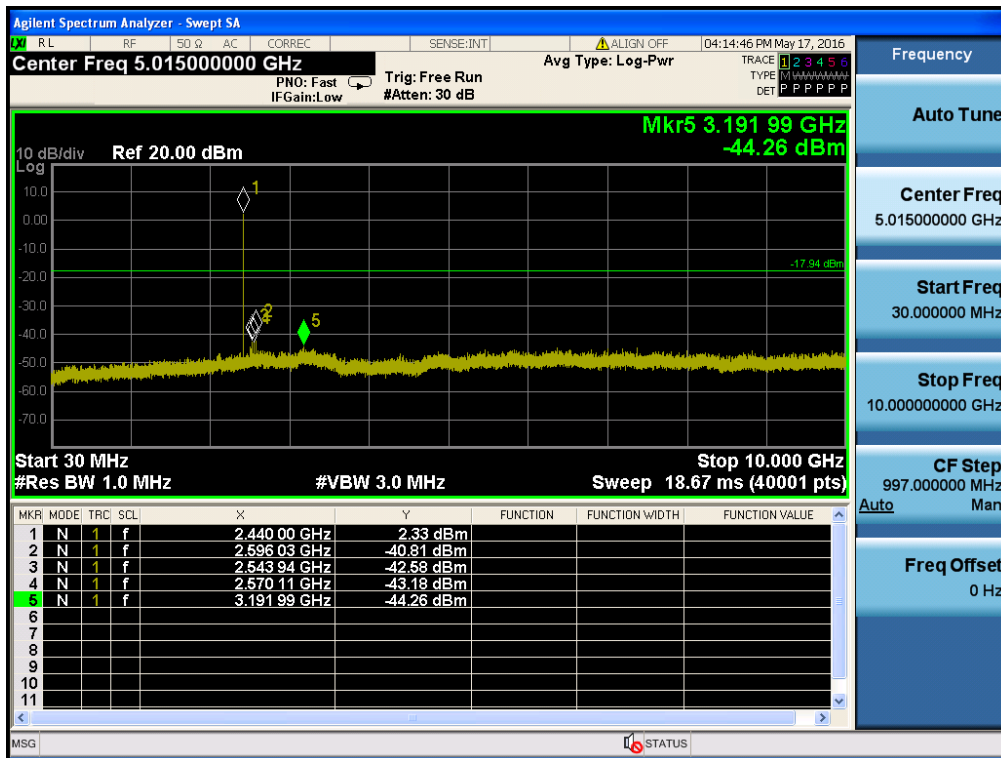 Agilent Spectrum Analyzer - Swept SA
LXI RL RF 50 Ω AC CORREC SENSE:INT ALIGN OFF 04:14:46 PM May 17, 2016
Center Freq 5.015000000 GHz
PNO: Fast
IFGain:Low
Trig: Free Run
#Atten: 30 dB
Avg Type: Log-Pwr
TRACE 1 2 3 4 5 6
TYPE M WWWWW
DET P P P P P P
Mkr5 3.191 99 GHz
-44.26 dBm
10 dB/div Ref 20.00 dBm
Log
10.0
0.00
-10.0
-20.0
-30.0
-40.0
-50.0
-60.0
-70.0
-17.94 dBm
1
2
5
Start 30 MHz Stop 10.000 GHz
#Res BW 1.0 MHz #VBW 3.0 MHz Sweep 18.67 ms (40001 pts)
MKR MODE TRC SCL X Y FUNCTION FUNCTION WIDTH FUNCTION VALUE
1 N 1 f 2.440 00 GHz 2.33 dBm
2 N 1 f 2.596 03 GHz -40.81 dBm
3 N 1 f 2.543 94 GHz -42.58 dBm
4 N 1 f 2.570 11 GHz -43.18 dBm
5 N 1 f 3.191 99 GHz -44.26 dBm
6
7
8
9
10
11
MSG STATUS
Frequency
Auto Tune
Center Freq
5.015000000 GHz
Start Freq
30.000000 MHz
Stop Freq
10.000000000 GHz
CF Step
997.000000 MHz
Auto Man
Freq Offset
0 Hz